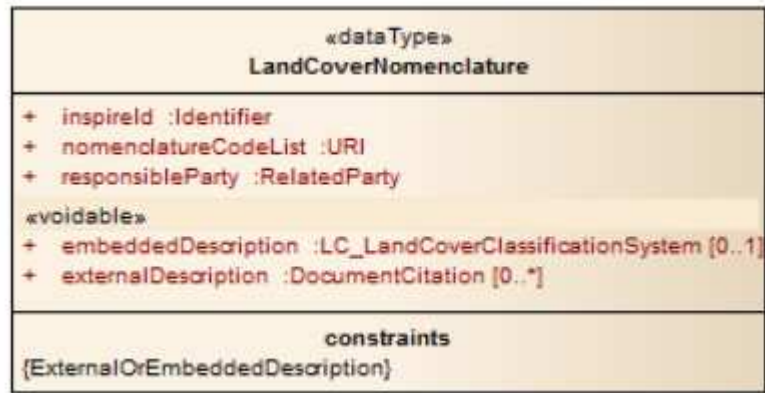 «dataType»
LandCoverNomenclature
+ inspireId :Identifier
+ nomenclatureCodeList :URI
+ responsibleParty :RelatedParty
«voidable»
+ embeddedDescription :LC_LandCoverClassificationSystem [0..1]
+ externalDescription :DocumentCitation [0..*]
constraints
{ExternalOrEmbeddedDescription}